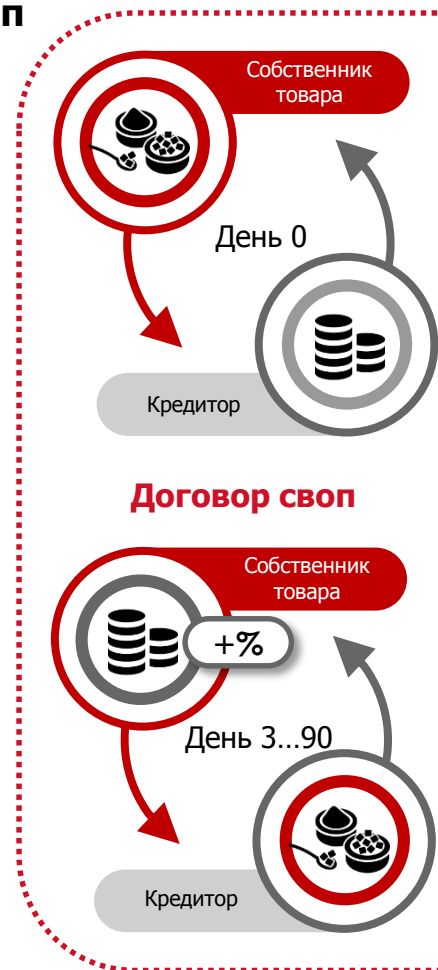 п
Собственник
товара
День 0
Кредитор
Договор своп
Собственник
товара
+%
День 3...90
Кредитор